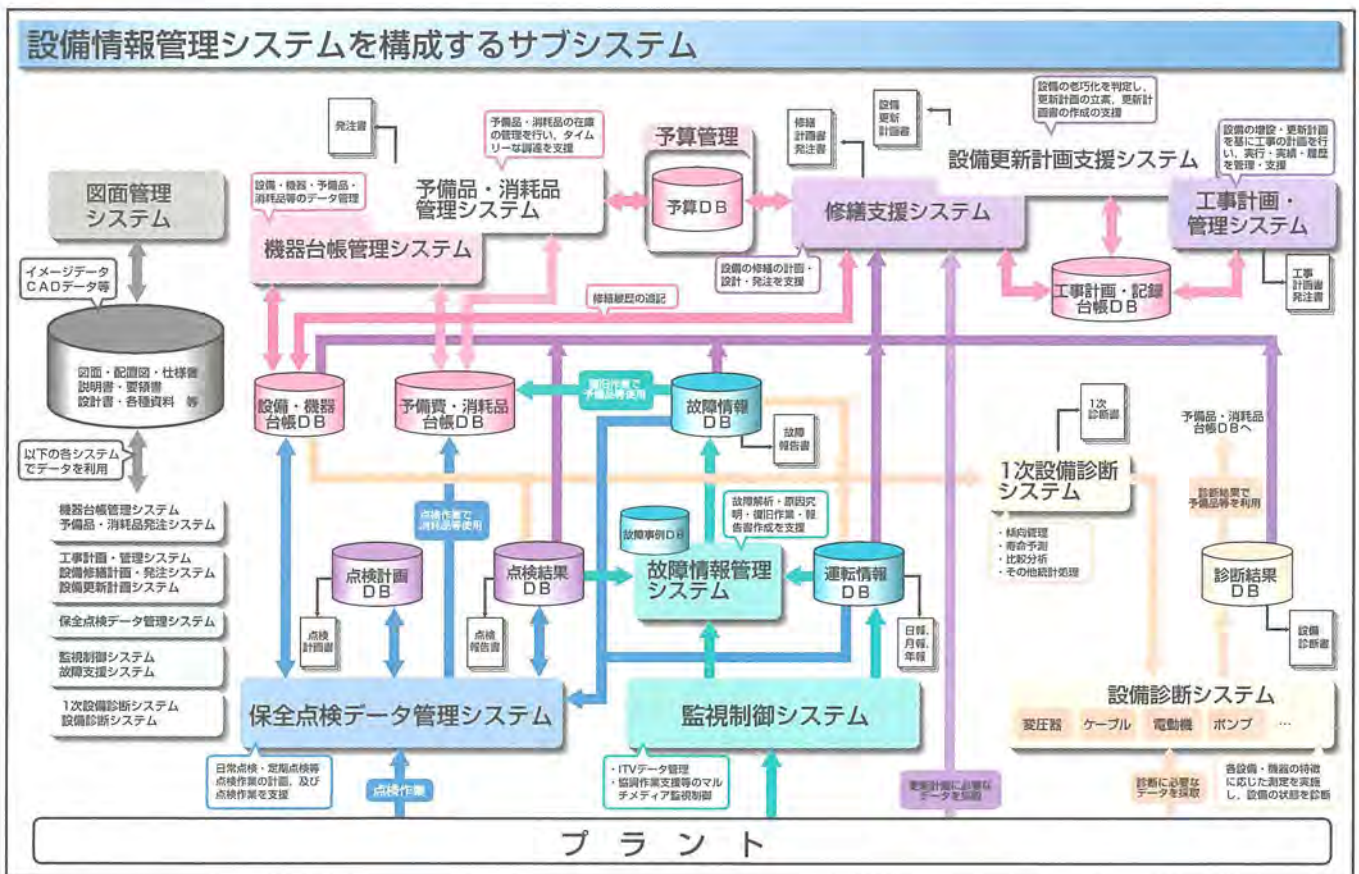 設備情報管理システムを構成するサブシステム
発注書
予備品・消耗品の在庫
の管理を行い、タイム
リーな調達を支援
予算管理
予算DB
修繕
計画書
発注書
設備
更新
計画書
設備の老巧化を判定し、
更新計画の立案、更新計
画書の作成の支援
設備更新計画支援システム
設備の増設・更新計画
を基に工事の計画を行
い、実行・実績・履歴
を管理・支援
図面管理
システム
設備・機器・予備品・
消耗品等のデータ管理
予備品・消耗品
管理システム
機器台帳管理システム
修繕支援システム
工事計画・
管理システム
設備の修繕の計画・
設計・発注を支援
工事計画・記録
台帳DB
工事
計画書
発注書
イメージデータ
CADデータ等
修繕履歴の追記
図面・配置図・仕様書
説明書・要領書
設計書・各種資料 等
設備・機器
台帳DB
予備費・消耗品
台帳DB
復旧作業で
予備品等使用
故障情報
DB
故障
報告書
1次
診断書
予備品・消耗品
台帳DBへ
以下の各システム
でデータを利用
1次設備診断
システム
診断結果で
予備品等を利用
・傾向管理
・寿命予測
・比較分析
・その他統計処理
機器台帳管理システム
予備品・消耗品発注システム
工事計画・管理システム
設備修繕計画・発注システム
設備更新計画システム
保全点検データ管理システム
監視制御システム
故障支援システム
1次設備診断システム
設備診断システム
点検作業で
消耗品等使用
故障解析・原因究
明・復旧作業・報
告書作成を支援
故障事例DB
点検計画
DB
点検結果
DB
故障情報管理
システム
運転情報
DB
診断結果
DB
点検
計画書
点検
報告書
日報、
月報、
年報
設備
診断書
保全点検データ管理システム
監視制御システム
設備診断システム
変圧器 ケーブル 電動機 ポンプ …
日常点検・定期点検等
点検作業の計画、及び
点検作業を支援
点検作業
・ITVデータ管理
・協調作業支援等のマル
チメディア監視制御
更新計画に必要な
データを採取
診断に必要な
データを採取
各設備・機器の特徴
に応じた測定を実施
し、設備の状態を診断
プラント